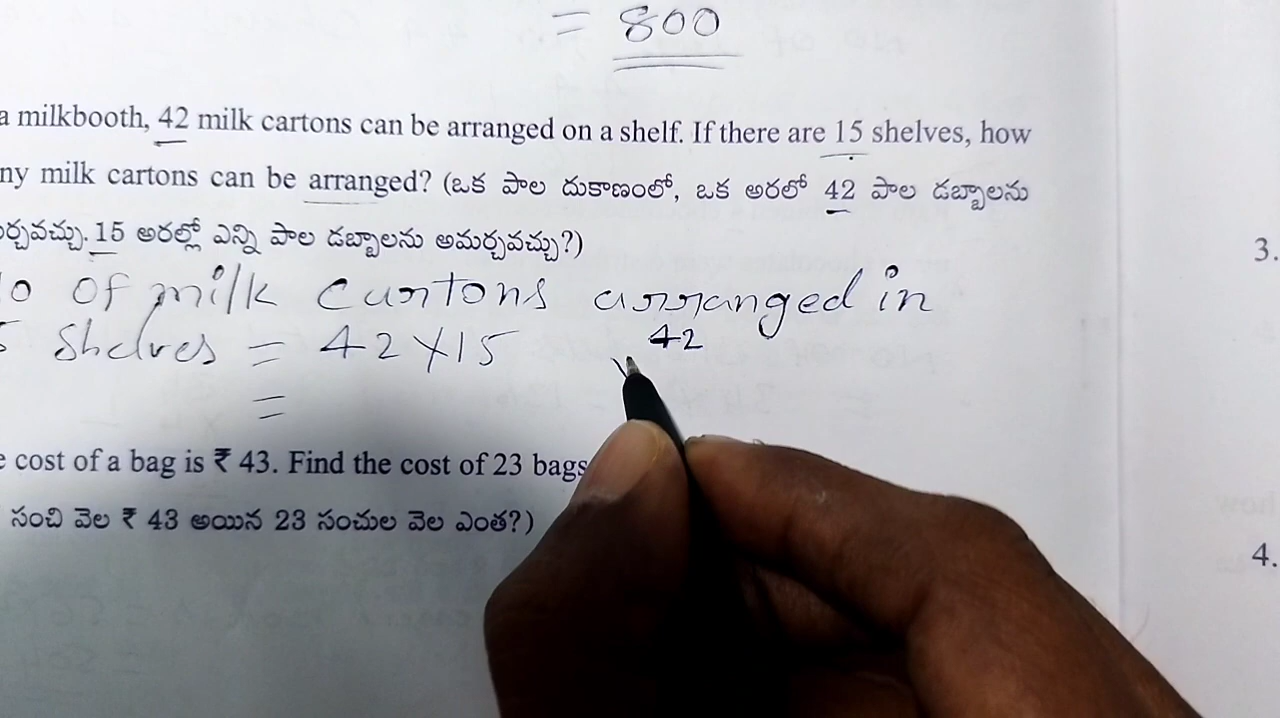 = 800
a milkbooth, 42 milk cartons can be arranged on a shelf. If there are 15 shelves, how
ny milk cartons can be arranged? (ఒక పాల దుకాణంలో, ఒక అరలో 42 పాల డబ్బాలను
ర్చవచ్చు. 15 అరల్లో ఎన్ని పాల డబ్బాలను అమర్చవచ్చు?)
3.
o of milk cartons arranged in
5 shelves = 42 × 15
42
=
e cost of a bag is ₹ 43. Find the cost of 23 bags
సంచి వెల ₹ 43 అయిన 23 సంచుల వెల ఎంత?)
4.